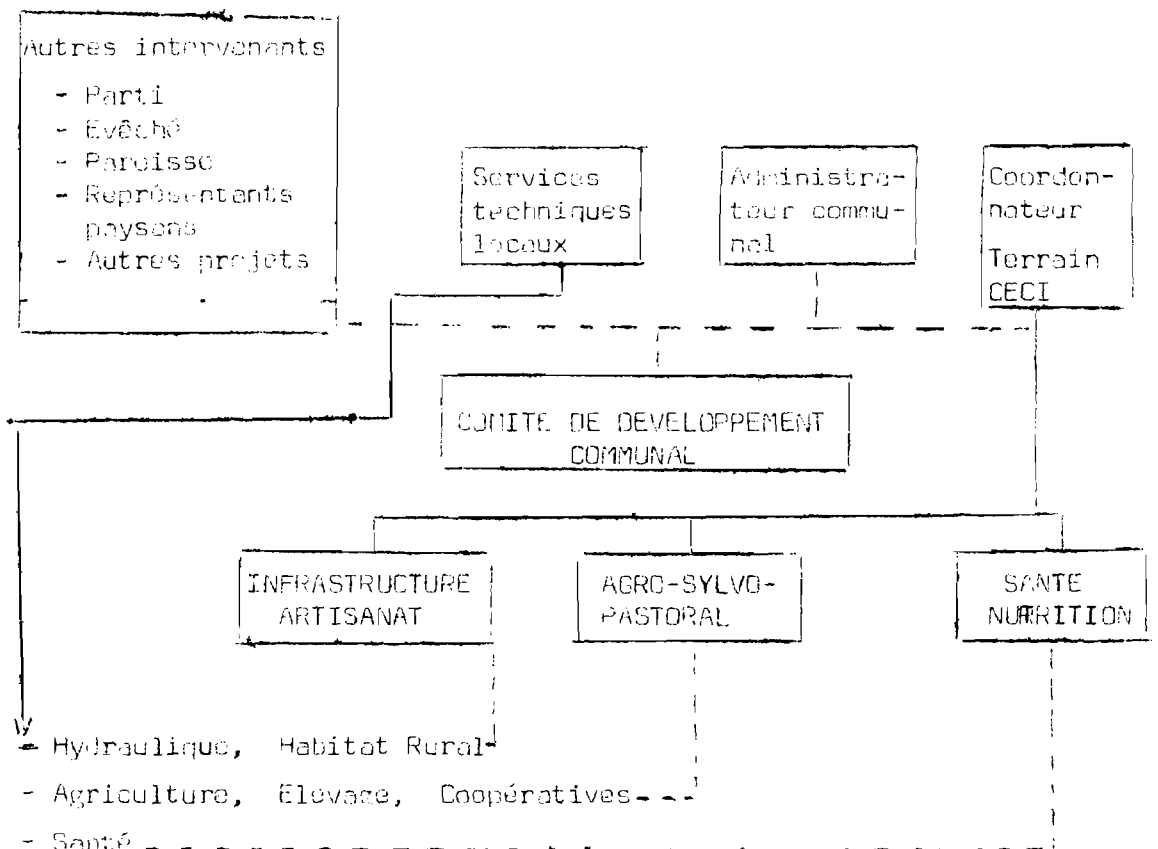 Autres intervenants
- Parti
- Evêché
- Paroisse
- Représentants
paysans
- Autres projets
Services
techniques
locaux
Administra-
teur commu-
nal
Coordon-
nateur
Terrain
CECI
COMITE DE DEVELOPPEMENT
COMMUNAL
INFRASTRUCTURE
ARTISANAT
AGRO-SYLVO-
PASTORAL
SANTE
NUTRITION
- Hydraulique, Habitat Rural
- Agriculture, Elevage, Coopératives
- Santé